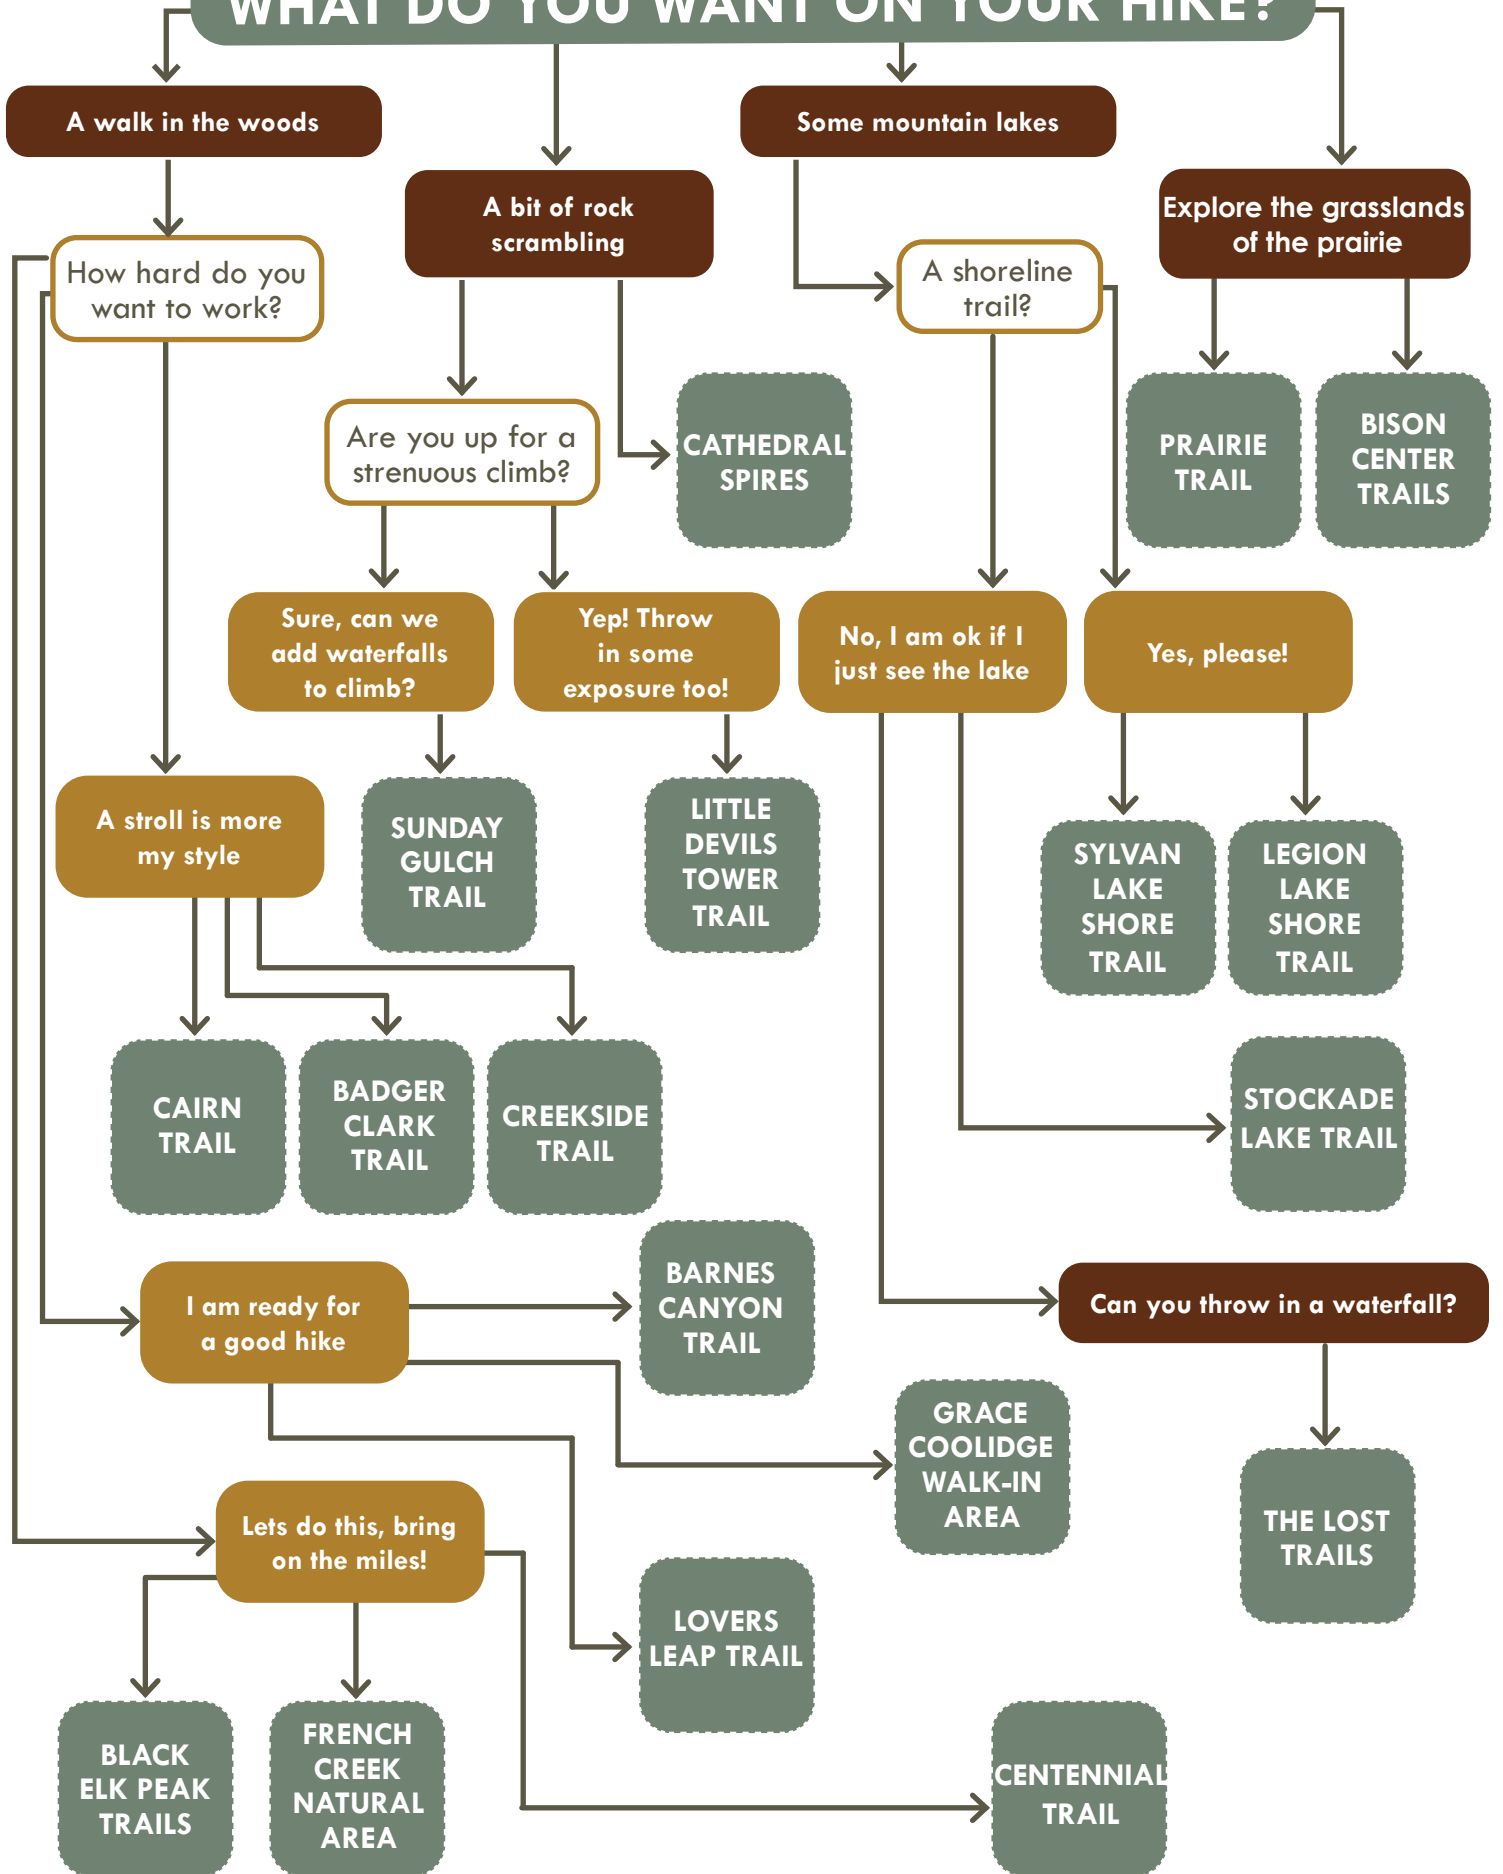 WHAT DO YOU WANT ON YOUR HIKE?
A walk in the woods
Some mountain lakes
A bit of rock
scrambling
Explore the grasslands
of the prairie
How hard do you
want to work?
A shoreline
trail?
Are you up for a
strenuous climb?
CATHEDRAL
SPIRES
PRAIRIE
TRAIL
BISON
CENTER
TRAILS
Sure, can we
add waterfalls
to climb?
Yep! Throw
in some
exposure too!
No, I am ok if I
just see the lake
Yes, please!
A stroll is more
my style
SUNDAY
GULCH
TRAIL
LITTLE
DEVILS
TOWER
TRAIL
SYLVAN
LAKE
SHORE
TRAIL
LEGION
LAKE
SHORE
TRAIL
CAIRN
TRAIL
BADGER
CLARK
TRAIL
CREEKSIDE
TRAIL
STOCKADE
LAKE TRAIL
I am ready for
a good hike
BARNES
CANYON
TRAIL
Can you throw in a waterfall?
GRACE
COOLIDGE
WALK-IN
AREA
THE LOST
TRAILS
Lets do this, bring
on the miles!
LOVERS
LEAP TRAIL
BLACK
ELK PEAK
TRAILS
FRENCH
CREEK
NATURAL
AREA
CENTENNIAL
TRAIL